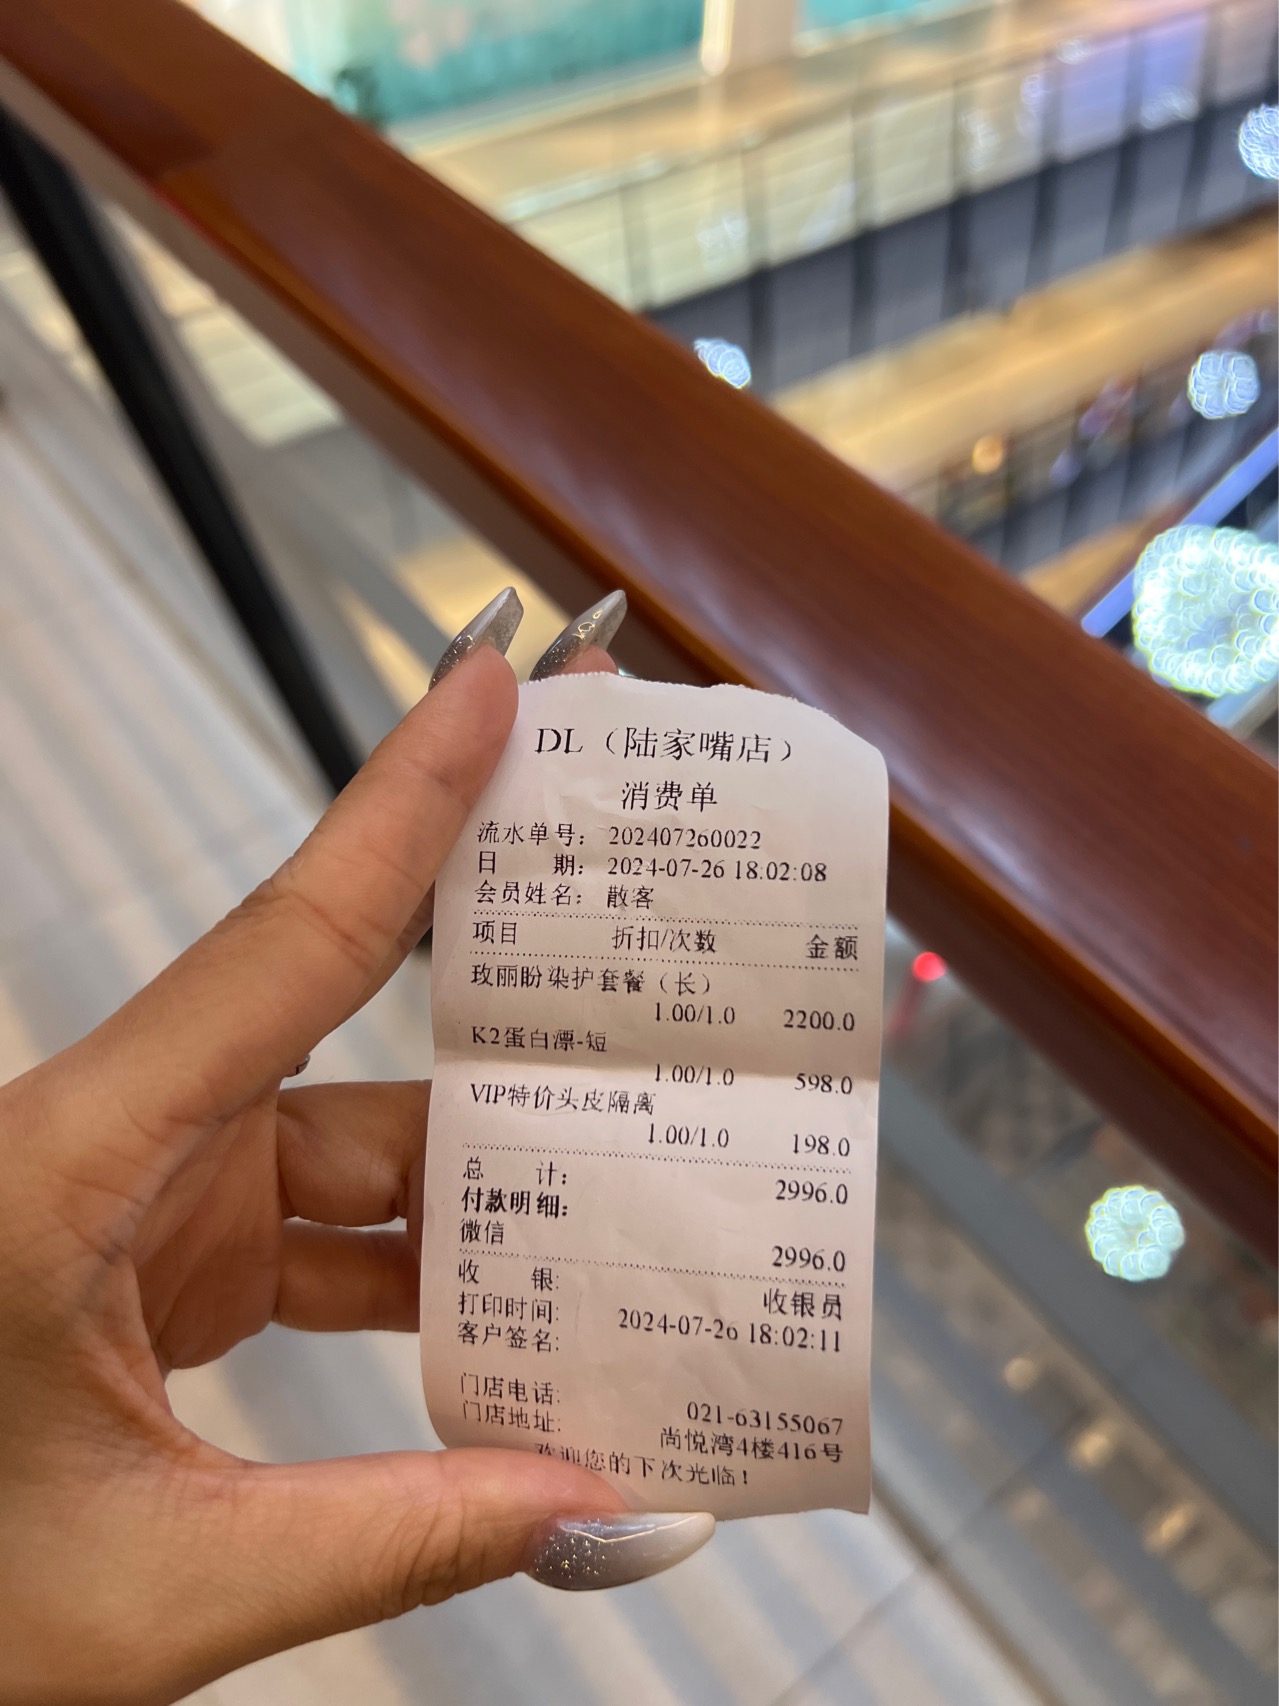 DL（陆家嘴店）
消费单
流水单号： 202407260022
日 期： 2024-07-26 18:02:08
会员姓名： 散客
项目 折扣/次数 金额
玫丽盼染护套餐（长）
1.00/1.0 2200.0
K2蛋白漂-短
1.00/1.0 598.0
VIP特价头皮隔离
1.00/1.0 198.0
总 计： 2996.0
付款明细：
微信 2996.0
收 银: 收银员
打印时间: 2024-07-26 18:02:11
客户签名:
门店电话: 021-63155067
门店地址: 尚悦湾4楼416号
欢迎您的下次光临！